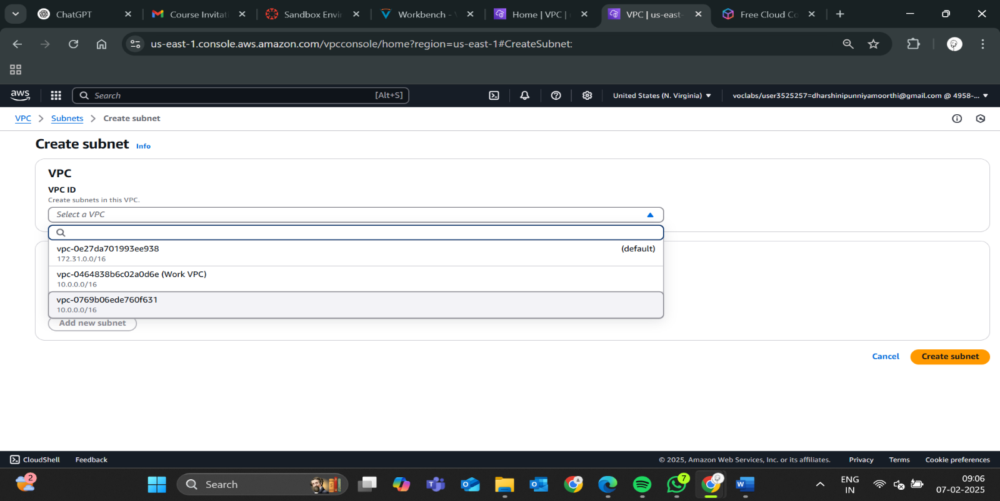 ChatGPT
Course Invitat
Sandbox Envir
Workbench -
Home | VPC |
VPC | us-east-
Free Cloud Co
us-east-1.console.aws.amazon.com/vpcconsole/home?region=us-east-1#CreateSubnet:
aws
Search
[Alt+S]
United States (N. Virginia)
voclabs/user3525257=dharshinipunniyamoorthi@gmail.com @ 4958-...
VPC
Subnets
Create subnet
Create subnet Info
VPC
VPC ID
Create subnets in this VPC.
Select a VPC
vpc-0e27da701993ee938 (default)
172.31.0.0/16
vpc-0464838b6c02a0d6e (Work VPC)
10.0.0.0/16
vpc-0769b06ede760f631
10.0.0.0/16
Add new subnet
Cancel
Create subnet
CloudShell
Feedback
© 2025, Amazon Web Services, Inc. or its affiliates.
Privacy
Terms
Cookie preferences
2
Search
7
ENG
IN
09:06
07-02-2025